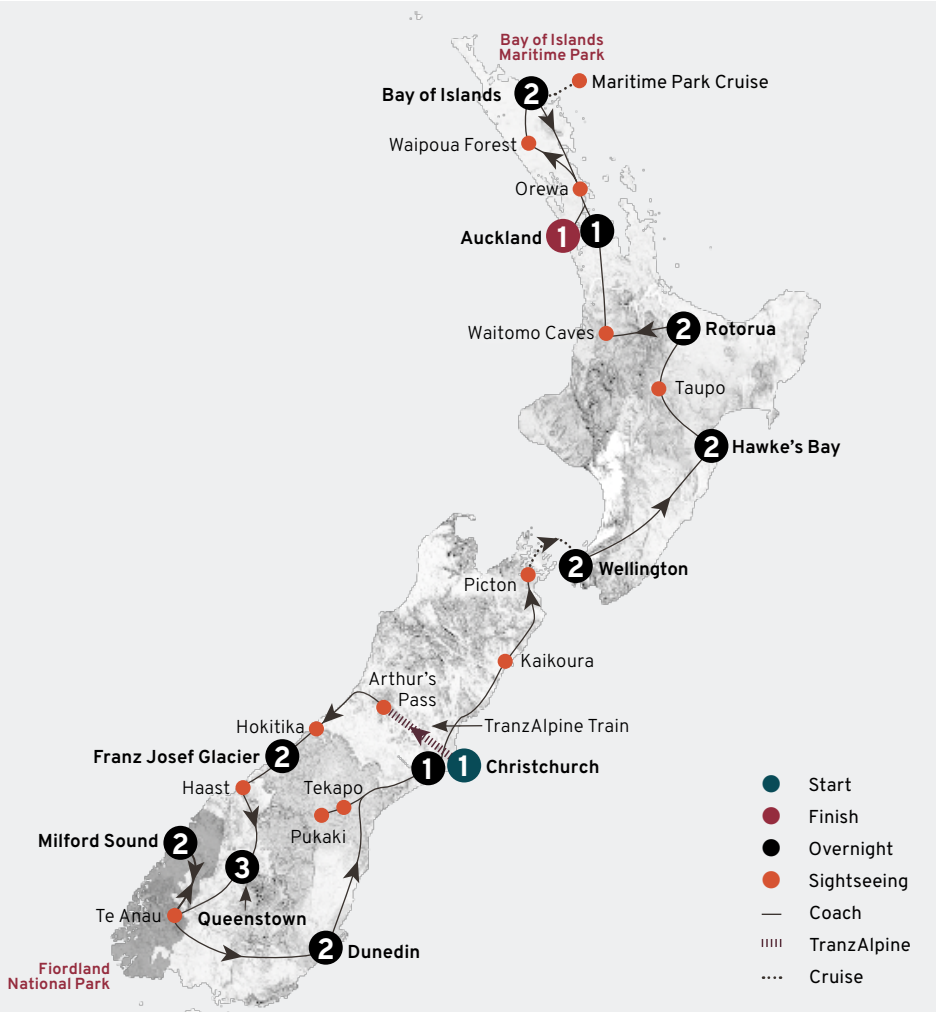 Bay of Islands
Maritime Park
Maritime Park Cruise
Bay of Islands
2
Waipoua Forest
Orewa
Auckland
1
1
Waitomo Caves
2
Rotorua
Taupo
2
Hawke's Bay
2
Wellington
Picton
Kaikoura
Arthur's
Pass
TranzAlpine Train
Hokitika
Franz Josef Glacier
2
1
1
Christchurch
Haast
Tekapo
Pukaki
Milford Sound
2
3
Te Anau
Queenstown
2
Dunedin
Fiordland
National Park
Start
Finish
Overnight
Sightseeing
Coach
TranzAlpine
Cruise